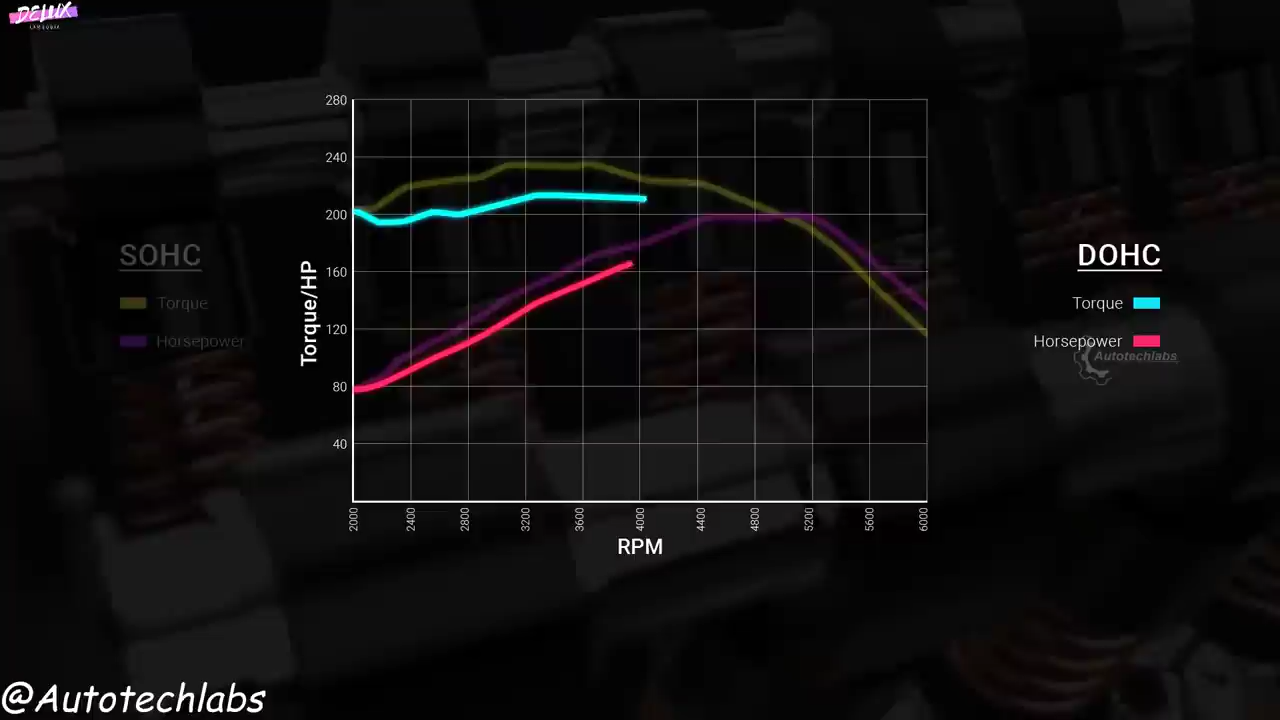 DELUX
280
240
200
160
120
80
40
Torque/HP
2000
2400
2800
3200
3600
4000
4400
4800
5200
5600
6000
RPM
SOHC
Torque
Horsepower
DOHC
Torque
Horsepower
Autotechlabs
@Autotechlabs